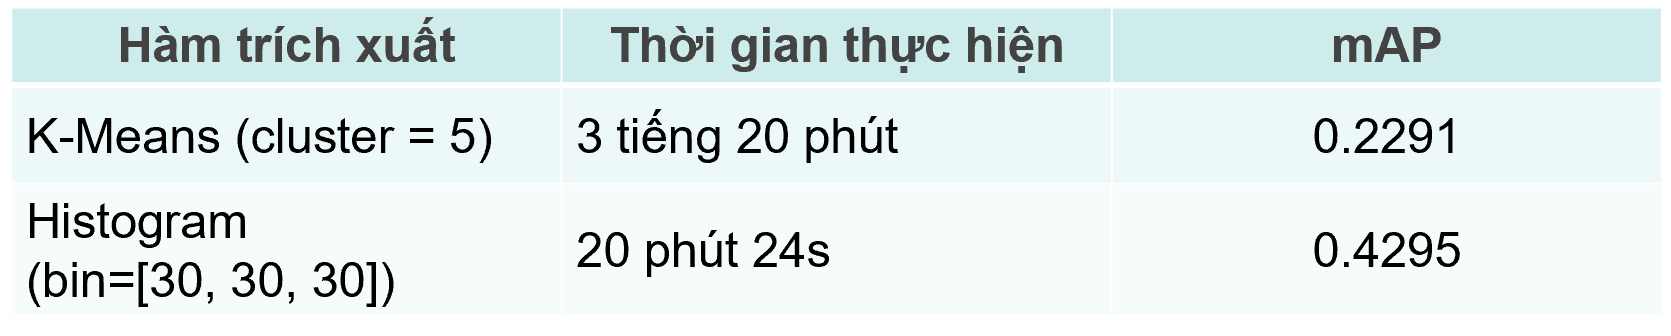 Hàm trích xuất
Thời gian thực hiện
mAP
K-Means (cluster = 5)
3 tiếng 20 phút
0.2291
Histogram
(bin=[30, 30, 30])
20 phút 24s
0.4295